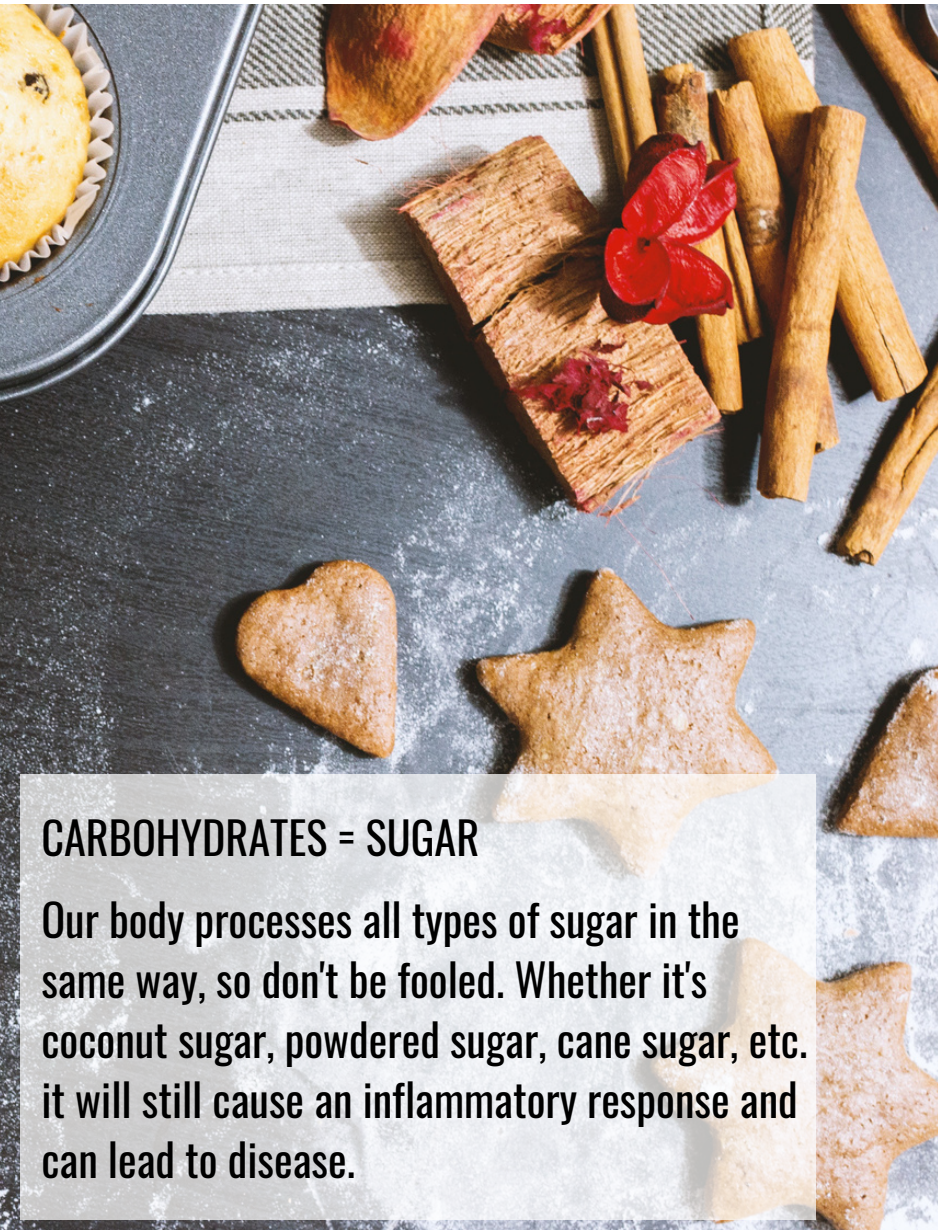 CARBOHYDRATES = SUGAR
Our body processes all types of sugar in the
same way, so don't be fooled. Whether it's
coconut sugar, powdered sugar, cane sugar, etc.
it will still cause an inflammatory response and
can lead to disease.